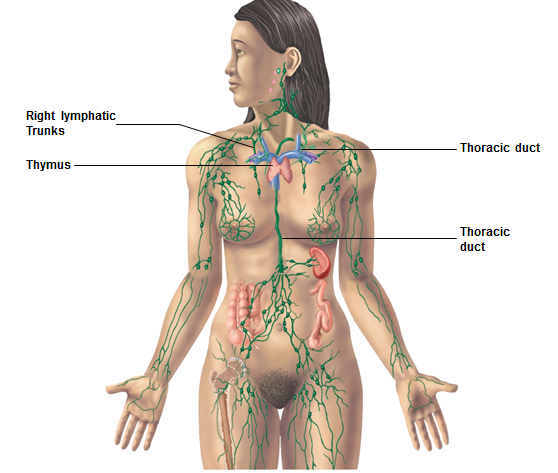 Right lymphatic
Trunks
Thymus
Thoracic duct
Thoracic
duct